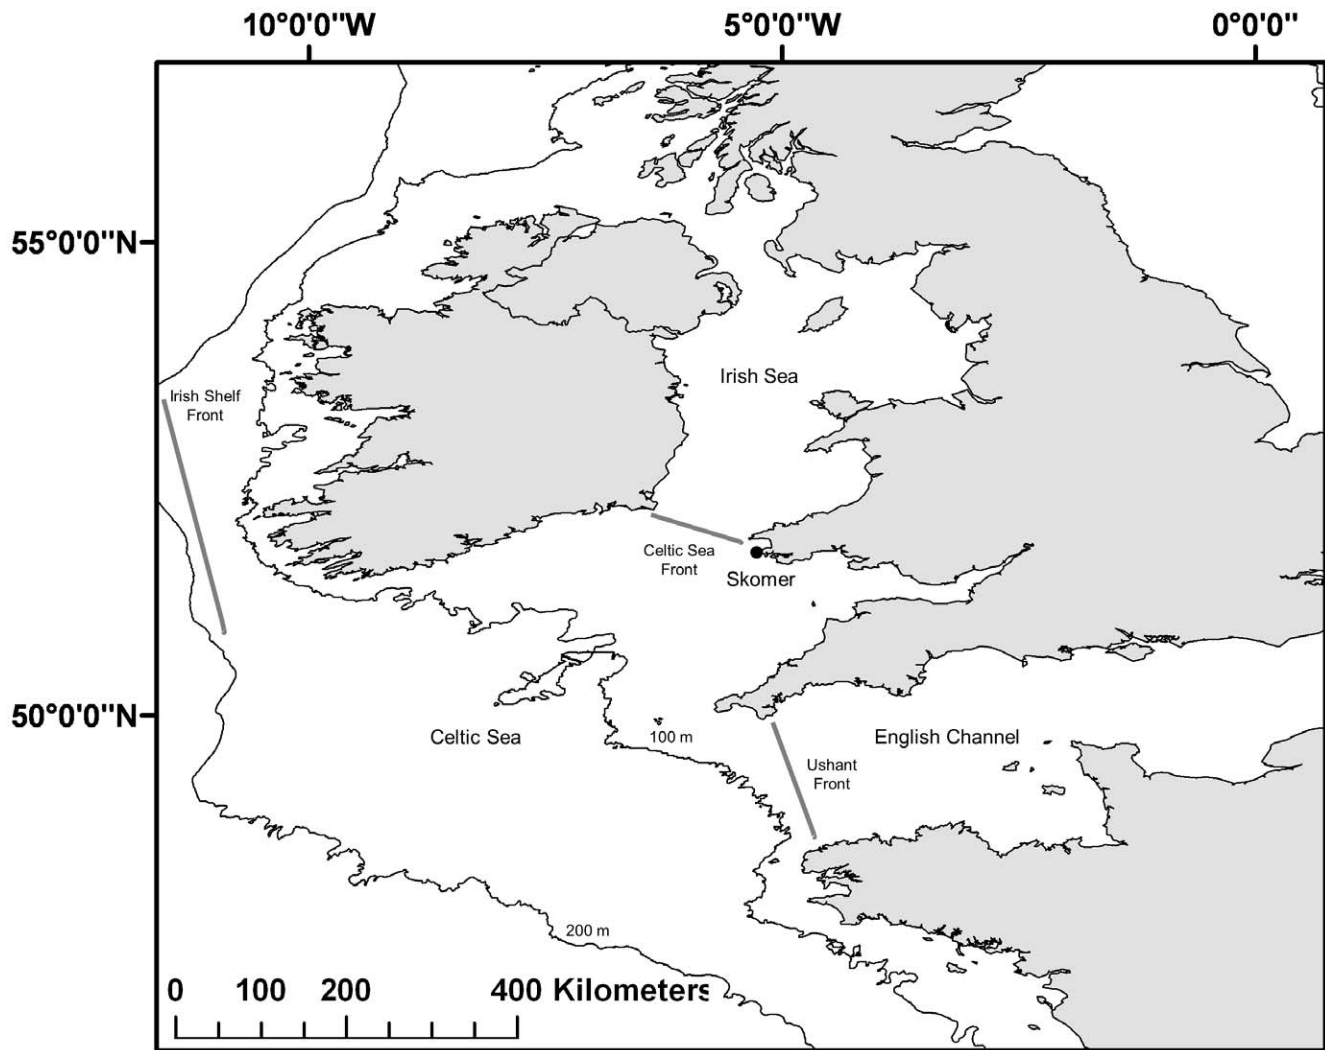 10°0'0"W 5°0'0"W 0°0'0"
55°0'0"N
Irish Sea
Irish Shelf
Front
Celtic Sea
Front
Skomer
50°0'0"N
Celtic Sea
100 m
English Channel
Ushant
Front
200 m
0 100 200 400 Kilometers